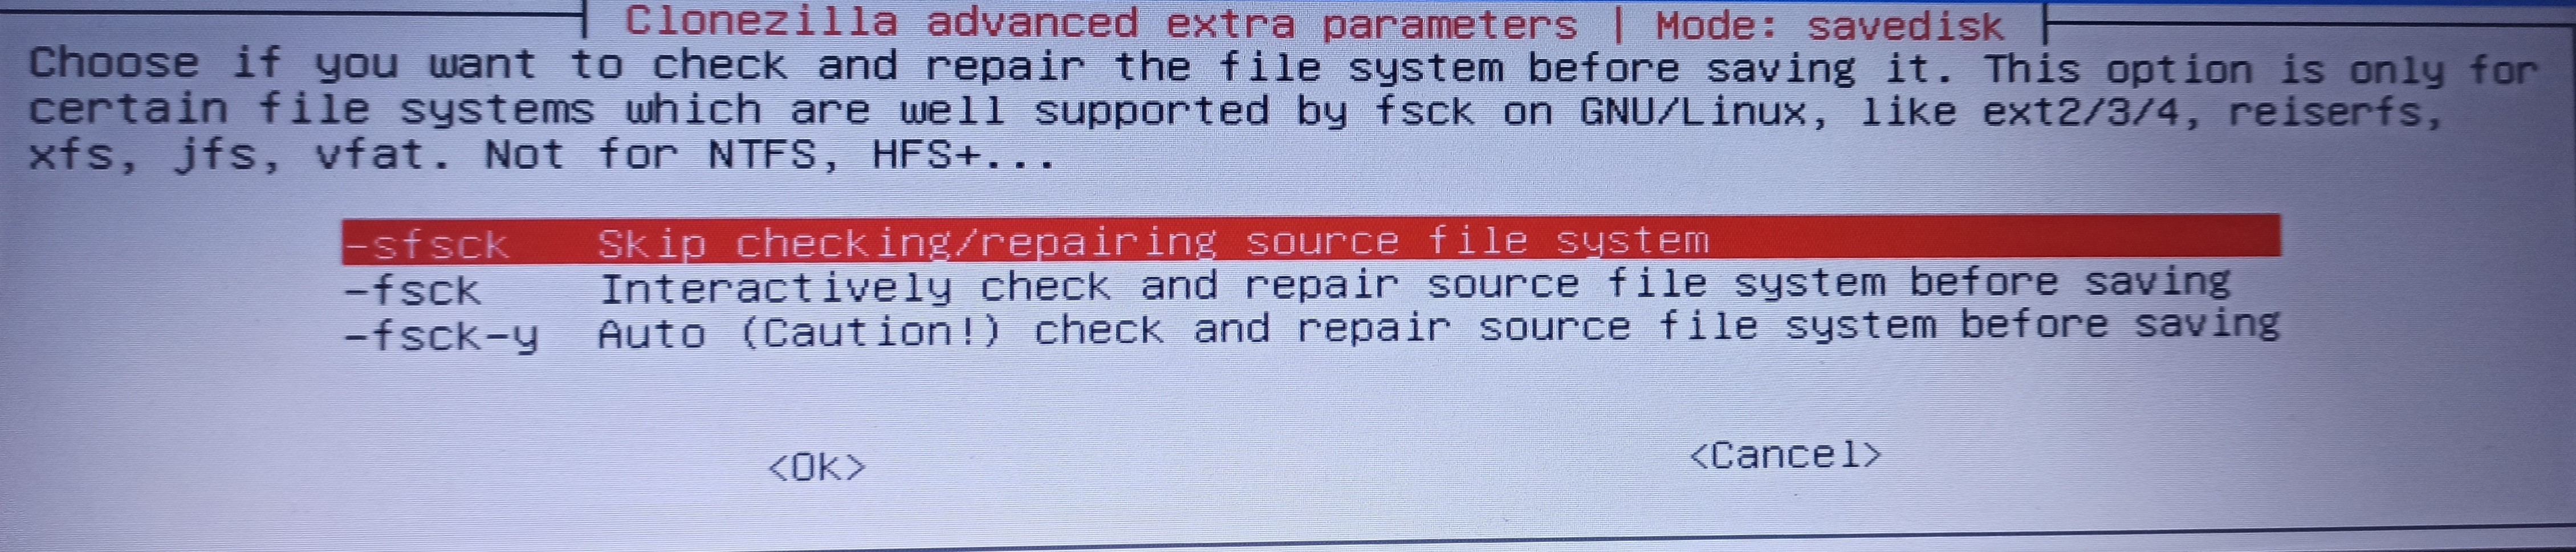 Clonezilla advanced extra parameters | Mode: savedisk
Choose if you want to check and repair the file system before saving it. This option is only for
certain file systems which are well supported by fsck on GNU/Linux, like ext2/3/4, reiserfs,
xfs, jfs, vfat. Not for NTFS, HFS+...
-sfsck Skip checking/repairing source file system
-fsck Interactively check and repair source file system before saving
-fsck-y Auto (Caution!) check and repair source file system before saving
<Ok> <Cancel>